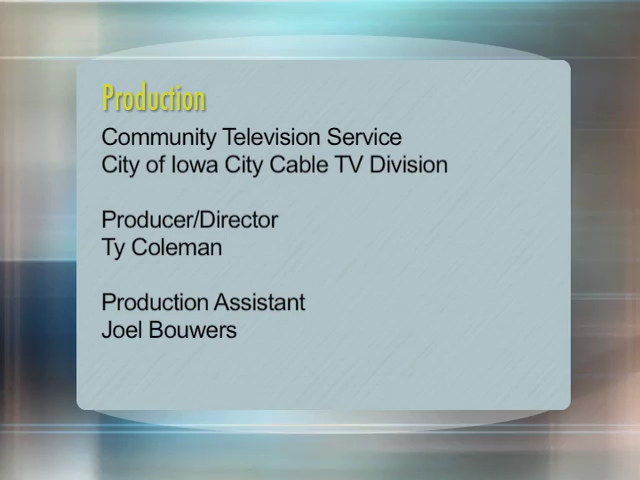 Production
Community Television Service
City of Iowa City Cable TV Division
Producer/Director
Ty Coleman
Production Assistant
Joel Bouwers